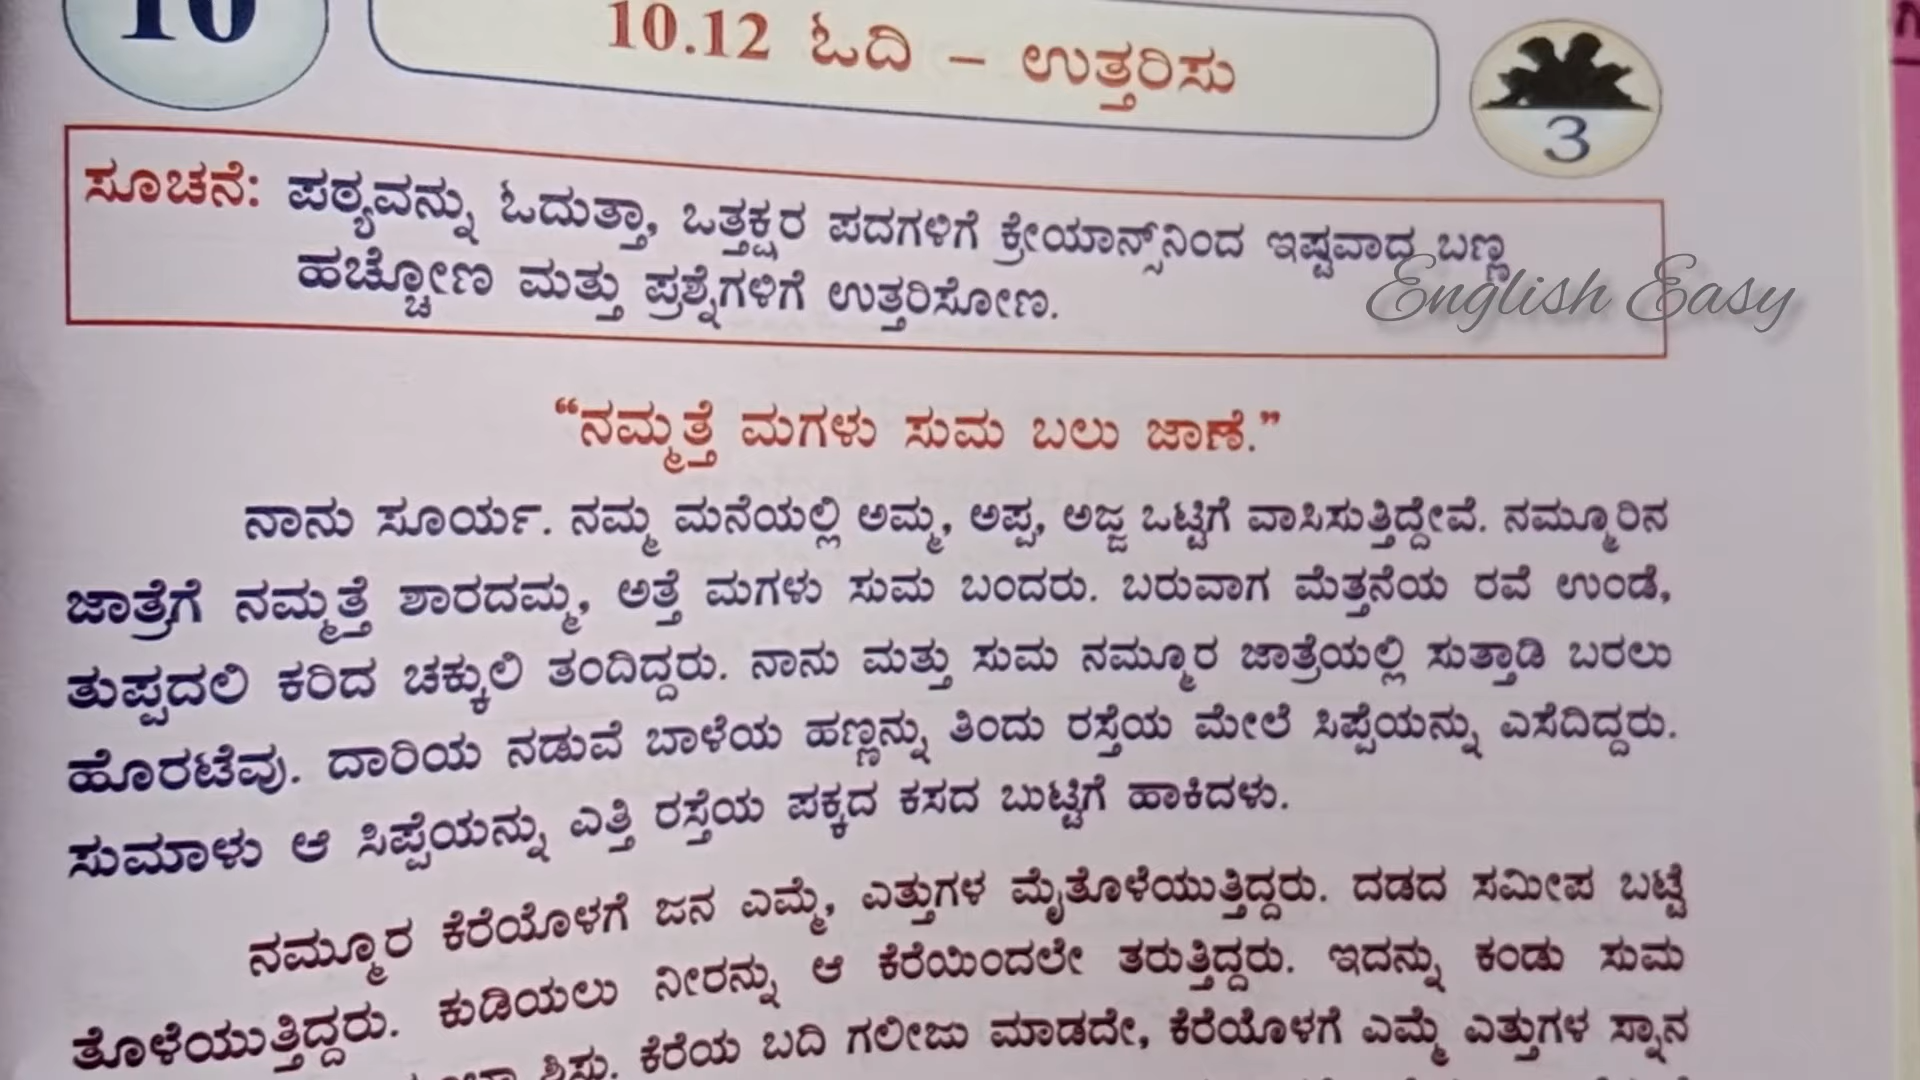 10
10.12 ಓದಿ – ಉತ್ತರಿಸು
3
ಸೂಚನೆ: ಪಠ್ಯವನ್ನು ಓದುತ್ತಾ, ಒತ್ತಕ್ಷರ ಪದಗಳಿಗೆ ಕ್ರೇಯಾನ್ಸ್‌ನಿಂದ ಇಷ್ಟವಾದ ಬಣ್ಣ
ಹಚ್ಚೋಣ ಮತ್ತು ಪ್ರಶ್ನೆಗಳಿಗೆ ಉತ್ತರಿಸೋಣ.
English Easy
“ನಮ್ಮತ್ತೆ ಮಗಳು ಸುಮ ಬಲು ಜಾಣೆ.”
ನಾನು ಸೂರ್ಯ. ನಮ್ಮ ಮನೆಯಲ್ಲಿ ಅಮ್ಮ, ಅಪ್ಪ, ಅಜ್ಜ ಒಟ್ಟಿಗೆ ವಾಸಿಸುತ್ತಿದ್ದೇವೆ. ನಮ್ಮೂರಿನ
ಜಾತ್ರೆಗೆ ನಮ್ಮತ್ತೆ ಶಾರದಮ್ಮ, ಅತ್ತೆ ಮಗಳು ಸುಮ ಬಂದರು. ಬರುವಾಗ ಮೆತ್ತನೆಯ ರವೆ ಉಂಡೆ,
ತುಪ್ಪದಲಿ ಕರಿದ ಚಕ್ಕುಲಿ ತಂದಿದ್ದರು. ನಾನು ಮತ್ತು ಸುಮ ನಮ್ಮೂರ ಜಾತ್ರೆಯಲ್ಲಿ ಸುತ್ತಾಡಿ ಬರಲು
ಹೊರಟೆವು. ದಾರಿಯ ನಡುವೆ ಬಾಳೆಯ ಹಣ್ಣನ್ನು ತಿಂದು ರಸ್ತೆಯ ಮೇಲೆ ಸಿಪ್ಪೆಯನ್ನು ಎಸೆದಿದ್ದರು.
ಸುಮಾಳು ಆ ಸಿಪ್ಪೆಯನ್ನು ಎತ್ತಿ ರಸ್ತೆಯ ಪಕ್ಕದ ಕಸದ ಬುಟ್ಟಿಗೆ ಹಾಕಿದಳು.
ನಮ್ಮೂರ ಕೆರೆಯೊಳಗೆ ಜನ ಎಮ್ಮೆ, ಎತ್ತುಗಳ ಮೈತೊಳೆಯುತ್ತಿದ್ದರು. ದಡದ ಸಮೀಪ ಬಟ್ಟೆ
ತೊಳೆಯುತ್ತಿದ್ದರು. ಕುಡಿಯಲು ನೀರನ್ನು ಆ ಕೆರೆಯಿಂದಲೇ ತರುತ್ತಿದ್ದರು. ಇದನ್ನು ಕಂಡು ಸುಮ
ಕೆರೆಯ ಬದಿ ಗಲೀಜು ಮಾಡದೇ, ಕೆರೆಯೊಳಗೆ ಎಮ್ಮೆ ಎತ್ತುಗಳ ಸ್ನಾನ